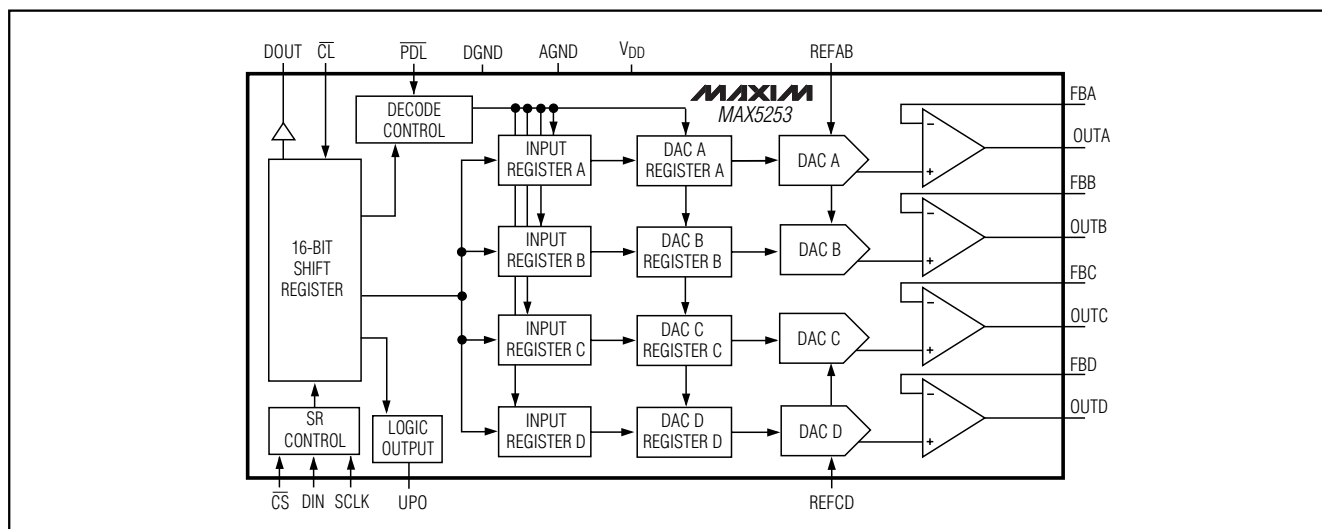 DOUT CL PDL DGND AGND VDD REFAB
MAXIM
MAX5253
DECODE
CONTROL
16-BIT
SHIFT
REGISTER
SR
CONTROL
LOGIC
OUTPUT
INPUT
REGISTER A
DAC A
REGISTER A
DAC A
INPUT
REGISTER B
DAC B
REGISTER B
DAC B
INPUT
REGISTER C
DAC C
REGISTER C
DAC C
INPUT
REGISTER D
DAC D
REGISTER D
DAC D
−
+
−
+
−
+
−
+
FBA
OUTA
FBB
OUTB
FBC
OUTC
FBD
OUTD
CS DIN SCLK UPO REFCD